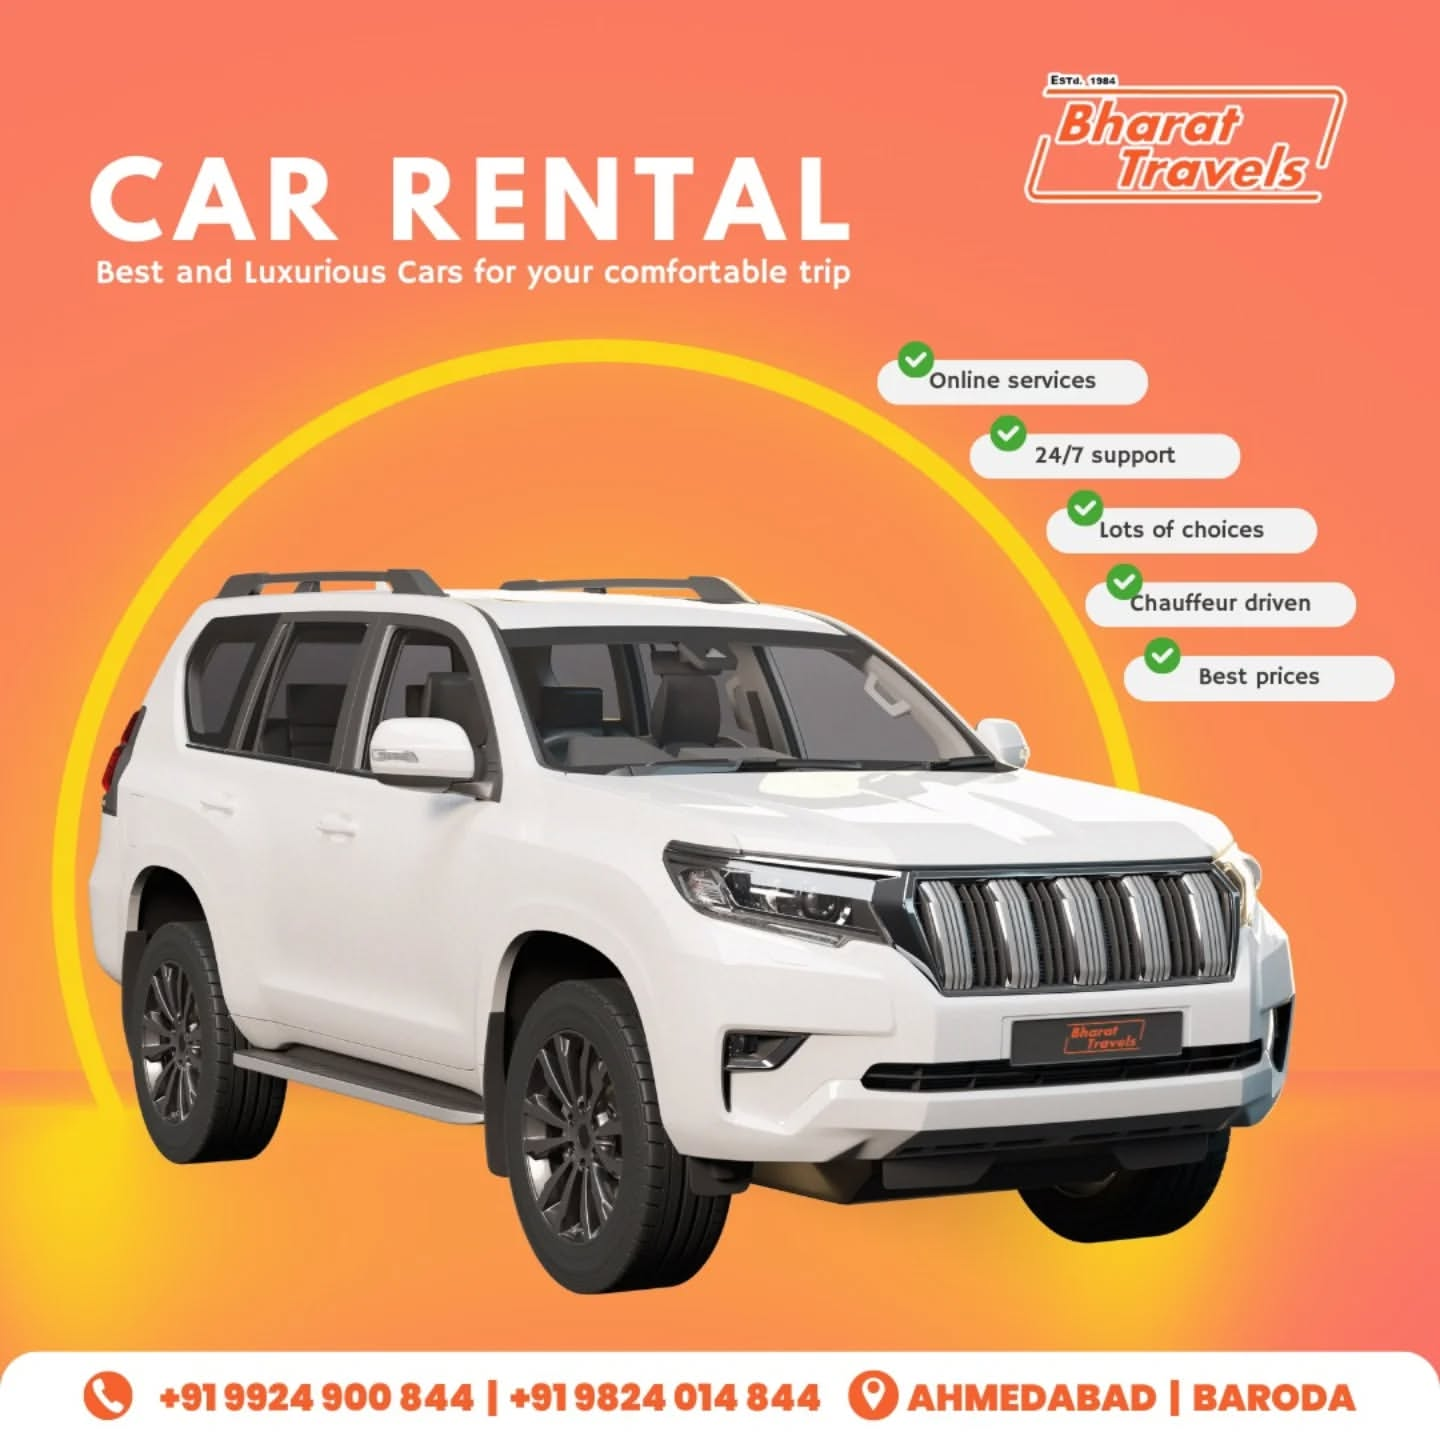 ESTd. 1984
Bharat
Travels
CAR RENTAL
Best and Luxurious Cars for your comfortable trip
Online services
24/7 support
Lots of choices
Chauffeur driven
Best prices
Bharat
Travels
+91 9924 900 844 | +91 9824 014 844 AHMEDABAD | BARODA